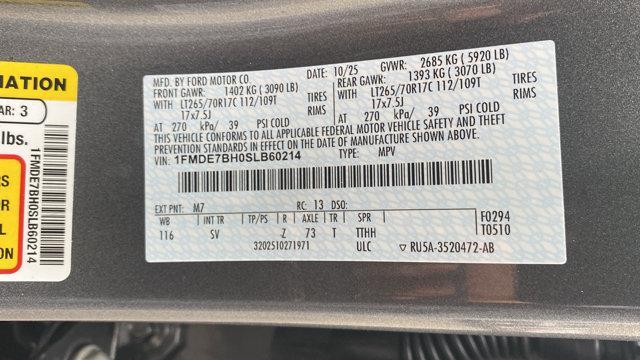 MFD. BY FORD MOTOR CO. DATE: 10/25 GVWR: 2685 KG ( 5920 LB)
FRONT GAWR: 1402 KG ( 3090 LB) REAR GAWR: 1393 KG ( 3070 LB)
WITH LT265/70R17C 112/109T TIRES WITH LT265/70R17C 112/109T TIRES
17x7.5J RIMS 17x7.5J RIMS
AT 270 kPa/ 39 PSI COLD AT 270 kPa/ 39 PSI COLD
THIS VEHICLE CONFORMS TO ALL APPLICABLE FEDERAL MOTOR VEHICLE SAFETY AND THEFT
PREVENTION STANDARDS IN EFFECT ON THE DATE OF MANUFACTURE SHOWN ABOVE.
VIN: 1FMDE7BH0SLB60214 TYPE: MPV
EXT PNT: M7 RC: 13 DSO:
WB INT TR TP/PS R AXLE TR SPR F0294
116 SV Z 73 T TTHH T0510
3202510271971 ULC RU5A-3520472-AB
MATION
AR: 3
lbs.
RS
OR
L
NG
1FMDE7BH0SLB60214